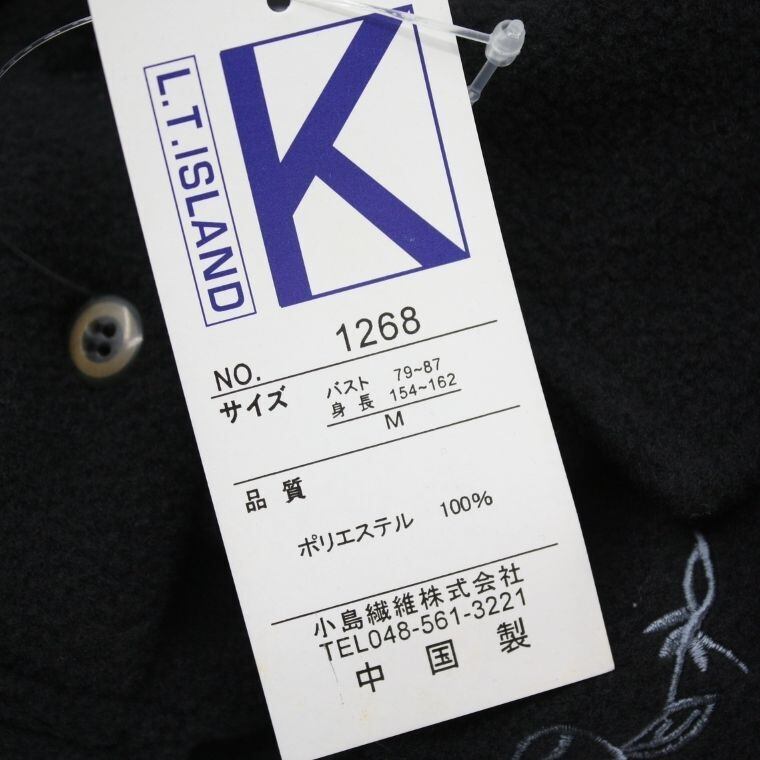 L.T.ISLAND
K
NO. 1268
サイズ バスト 79~87
身長 154~162
M
品質
ポリエステル 100%
小島繊維株式会社
TEL048-561-3221
中国製